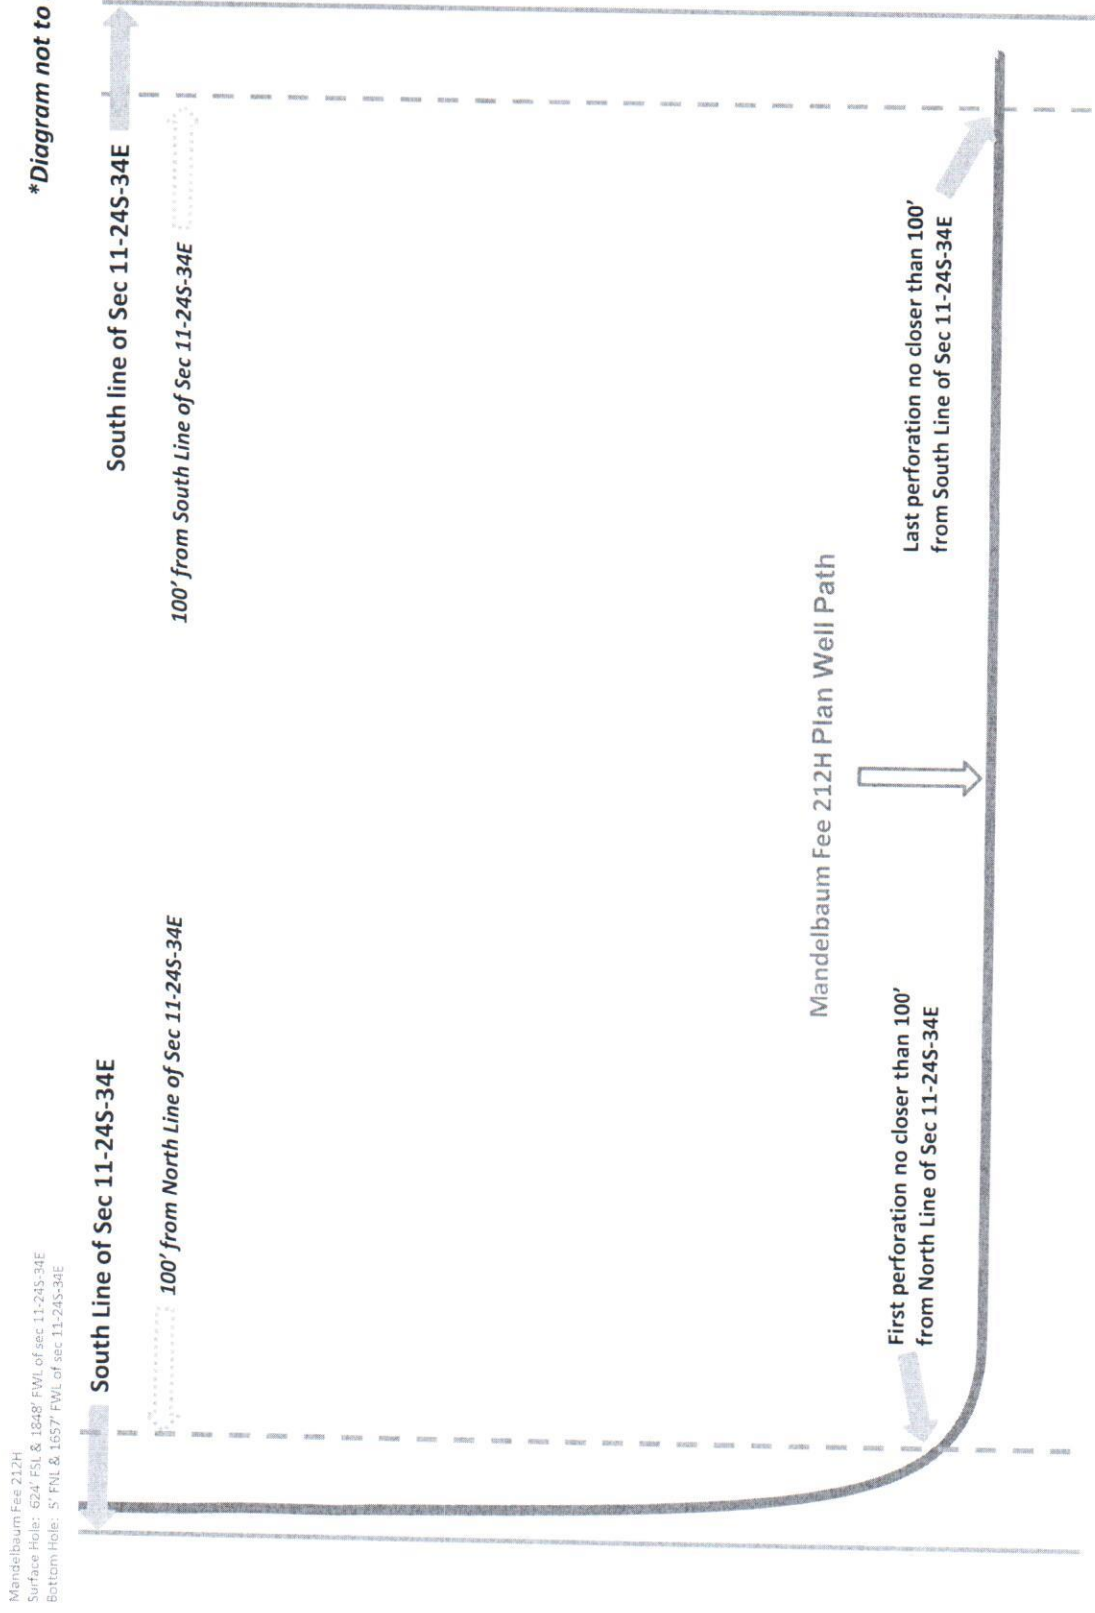 Mandelbaum Fee 212H
Surface Hole: 624' FSL & 1848' FWL of sec 11-24S-34E
Bottom Hole: 5' FNL & 1657' FWL of sec 11-24S-34E
*Diagram not to
South Line of Sec 11-24S-34E
South line of Sec 11-24S-34E
100' from North Line of Sec 11-24S-34E
100' from South Line of Sec 11-24S-34E
Mandelbaum Fee 212H Plan Well Path
First perforation no closer than 100'
from North Line of Sec 11-24S-34E
Last perforation no closer than 100'
from South Line of Sec 11-24S-34E